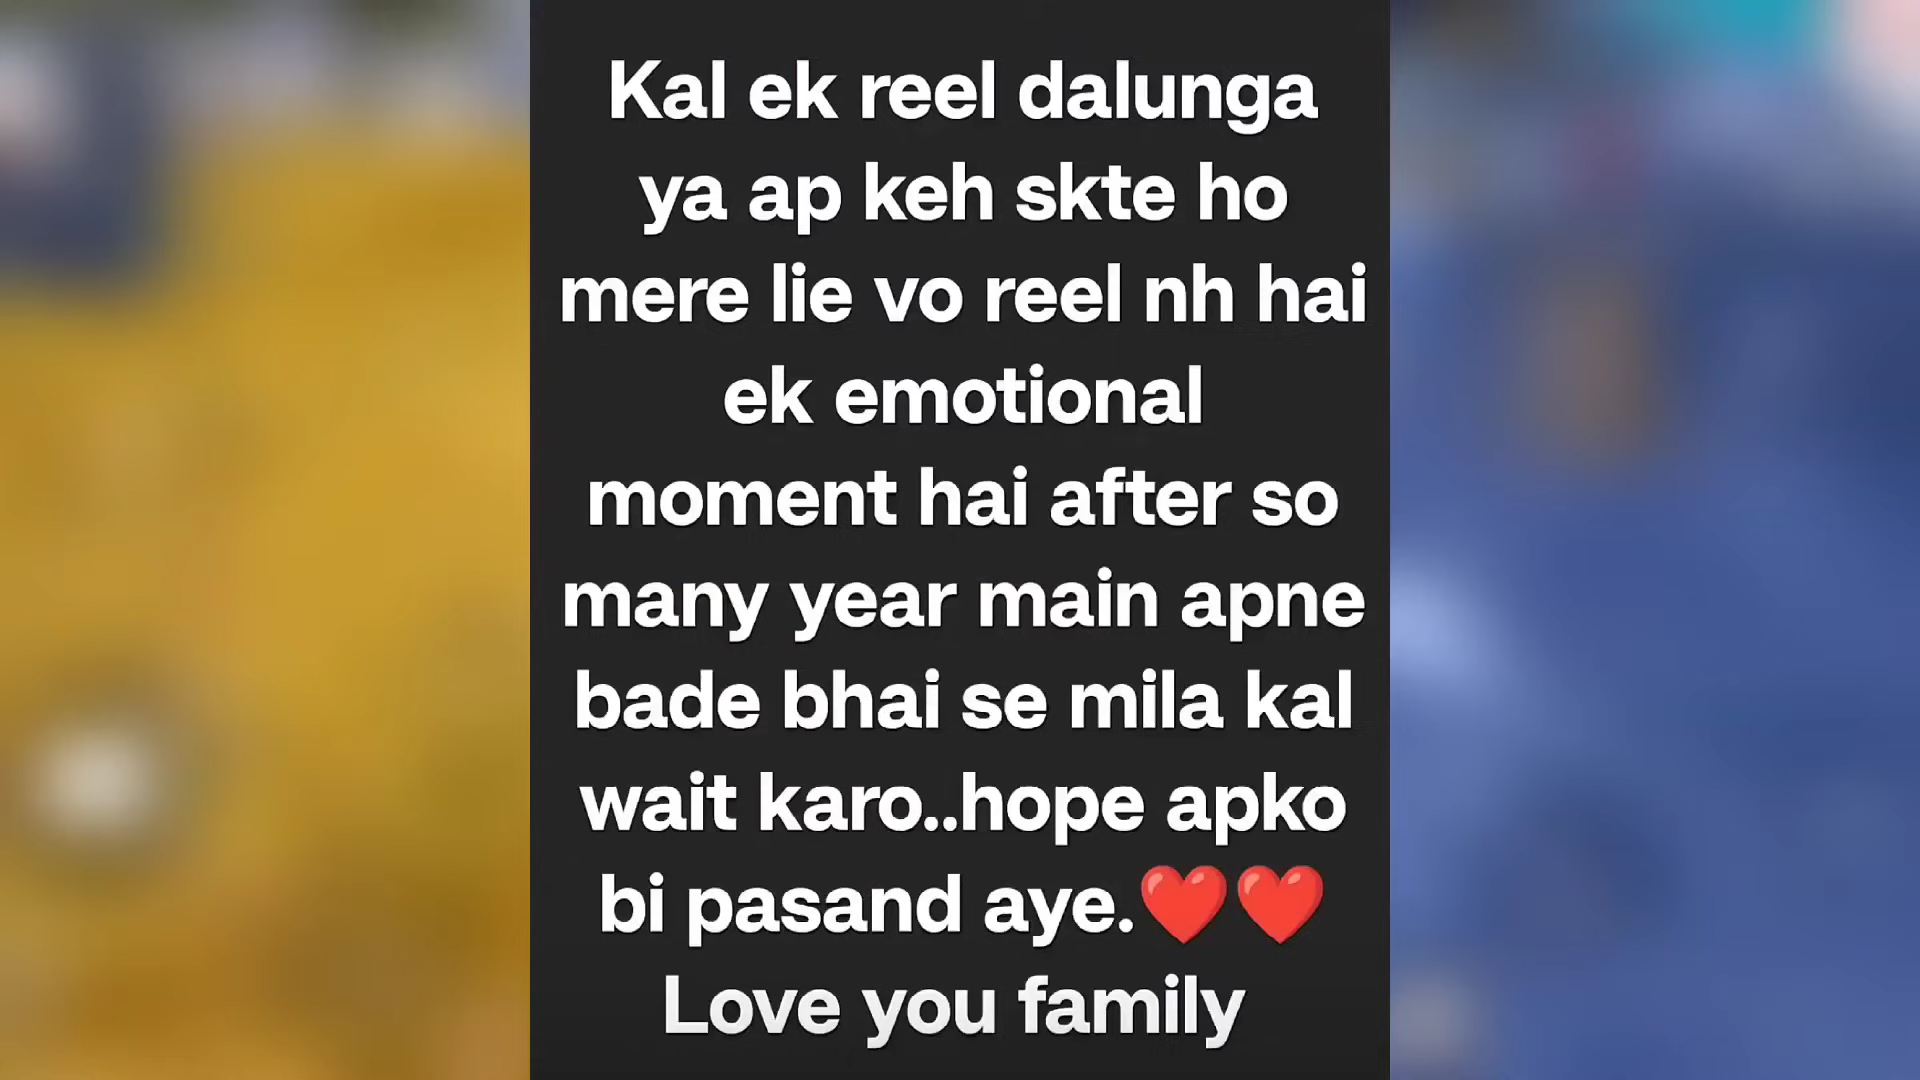 Kal ek reel dalunga
ya ap keh skte ho
mere lie vo reel nh hai
ek emotional
moment hai after so
many year main apne
bade bhai se mila kal
wait karo..hope apko
bi pasand aye.❤️❤️
Love you family